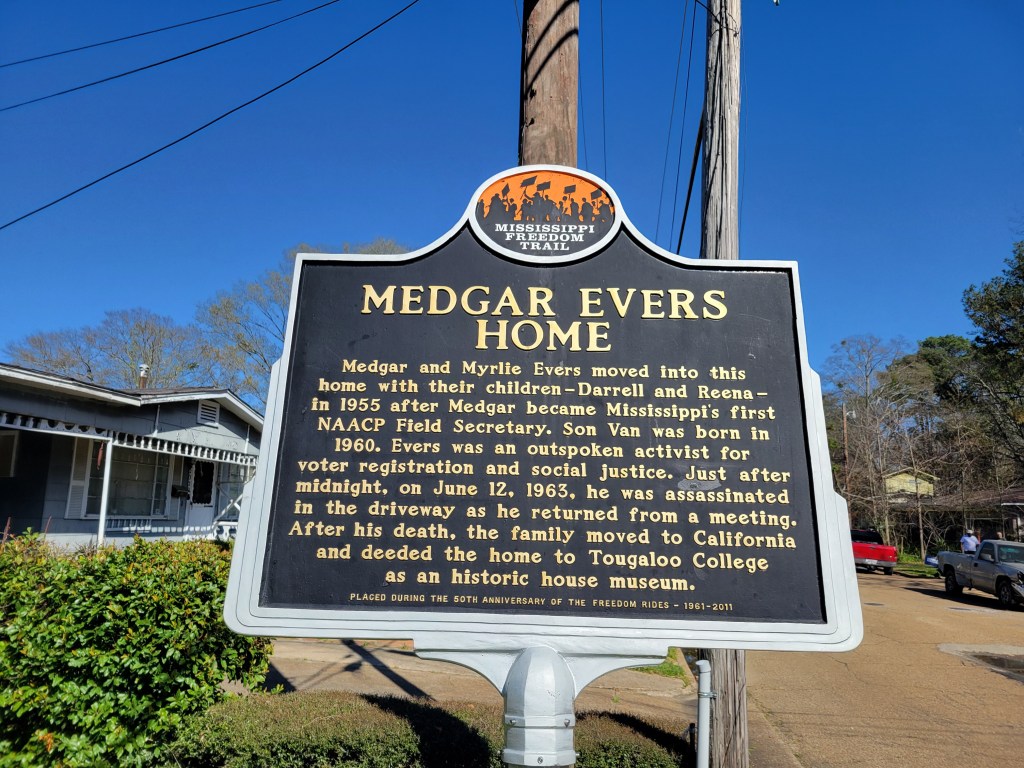 MISSISSIPPI
FREEDOM
TRAIL
MEDGAR EVERS
HOME
Medgar and Myrlie Evers moved into this
home with their children—Darrell and Reena—
in 1955 after Medgar became Mississippi's first
NAACP Field Secretary. Son Van was born in
1960. Evers was an outspoken activist for
voter registration and social justice. Just after
midnight, on June 12, 1963, he was assassinated
in the driveway as he returned from a meeting.
After his death, the family moved to California
and deeded the home to Tougaloo College
as an historic house museum.
PLACED DURING THE 50TH ANNIVERSARY OF THE FREEDOM RIDES - 1961-2011